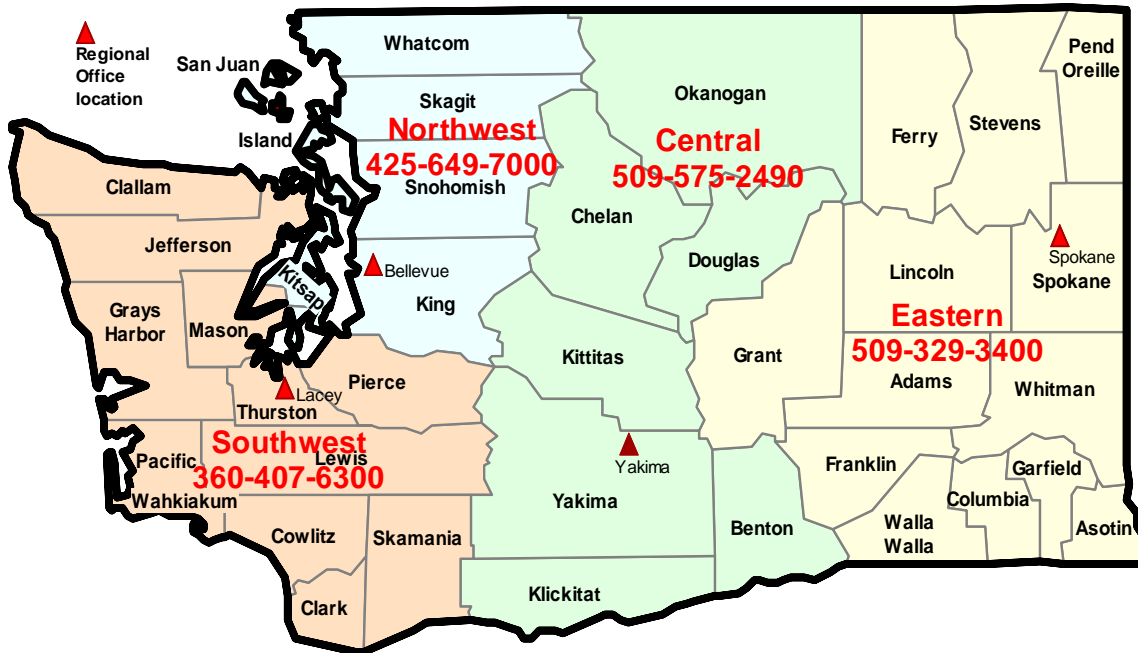 Regional
Office
location
San Juan
Island
Whatcom
Skagit
Northwest
425-649-7000
Snohomish
King
Bellevue
Kitsap
Okanogan
Central
509-575-2490
Chelan
Douglas
Kittitas
Yakima
Yakima
Benton
Klickitat
Ferry
Stevens
Pend
Oreille
Lincoln
Spokane
Spokane
Eastern
509-329-3400
Grant
Adams
Whitman
Franklin
Garfield
Columbia
Walla
Walla
Asotin
Clallam
Jefferson
Grays
Harbor
Mason
Pierce
Lacey
Thurston
Southwest
Lewis
360-407-6300
Pacific
Wahkiakum
Cowlitz
Skamania
Clark